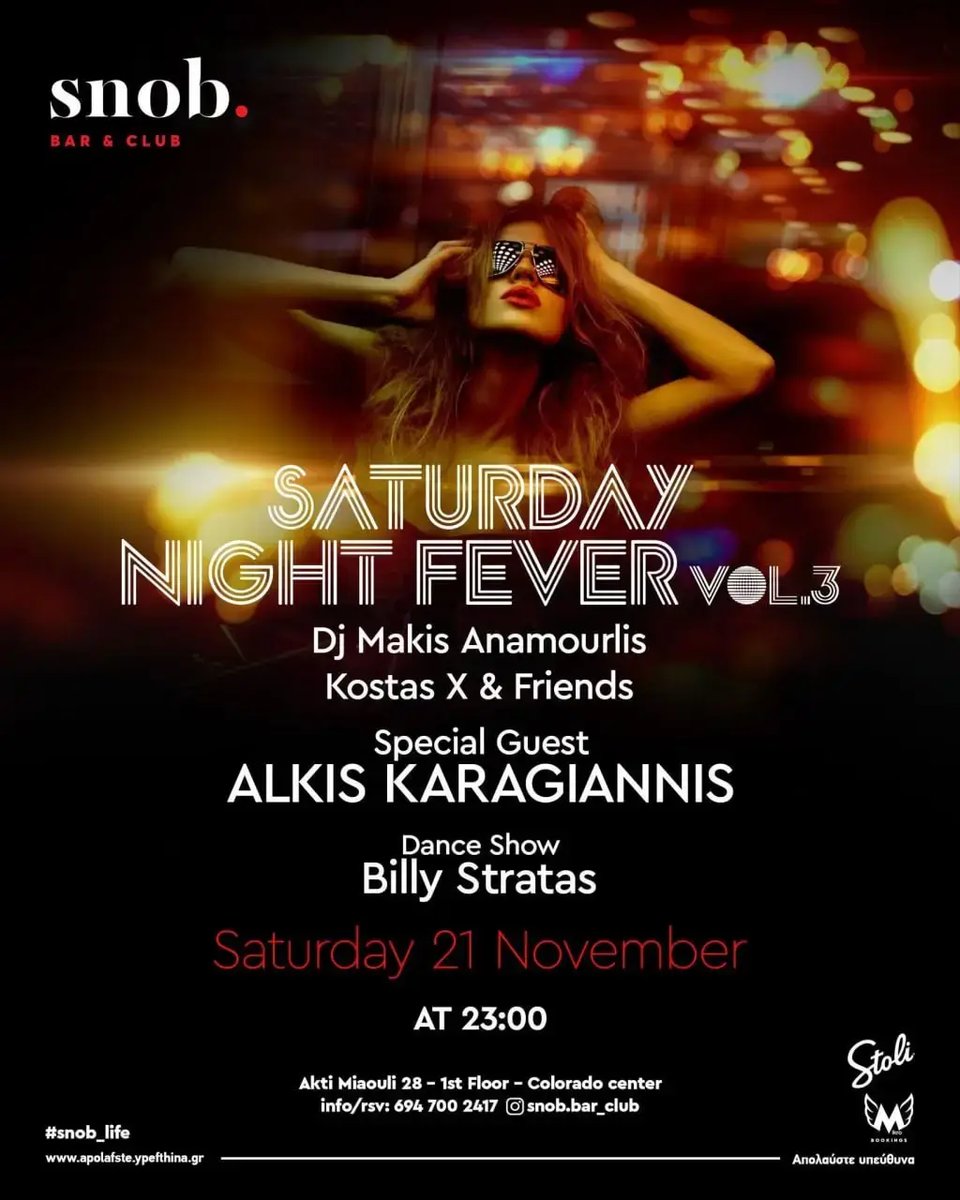 snob.
BAR & CLUB
SATURDAY
NIGHT FEVER VOL.3
Dj Makis Anamourlis
Kostas X & Friends
Special Guest
ALKIS KARAGIANNIS
Dance Show
Billy Stratas
Saturday 21 November
AT 23:00
Akti Miaouli 28 - 1st Floor - Colorado center
info/rsv: 694 700 2417 snob.bar_club
Stoli
M
BOOKINGS
#snob_life
www.apolafste.ypefthina.gr
Απολαύστε υπεύθυνα